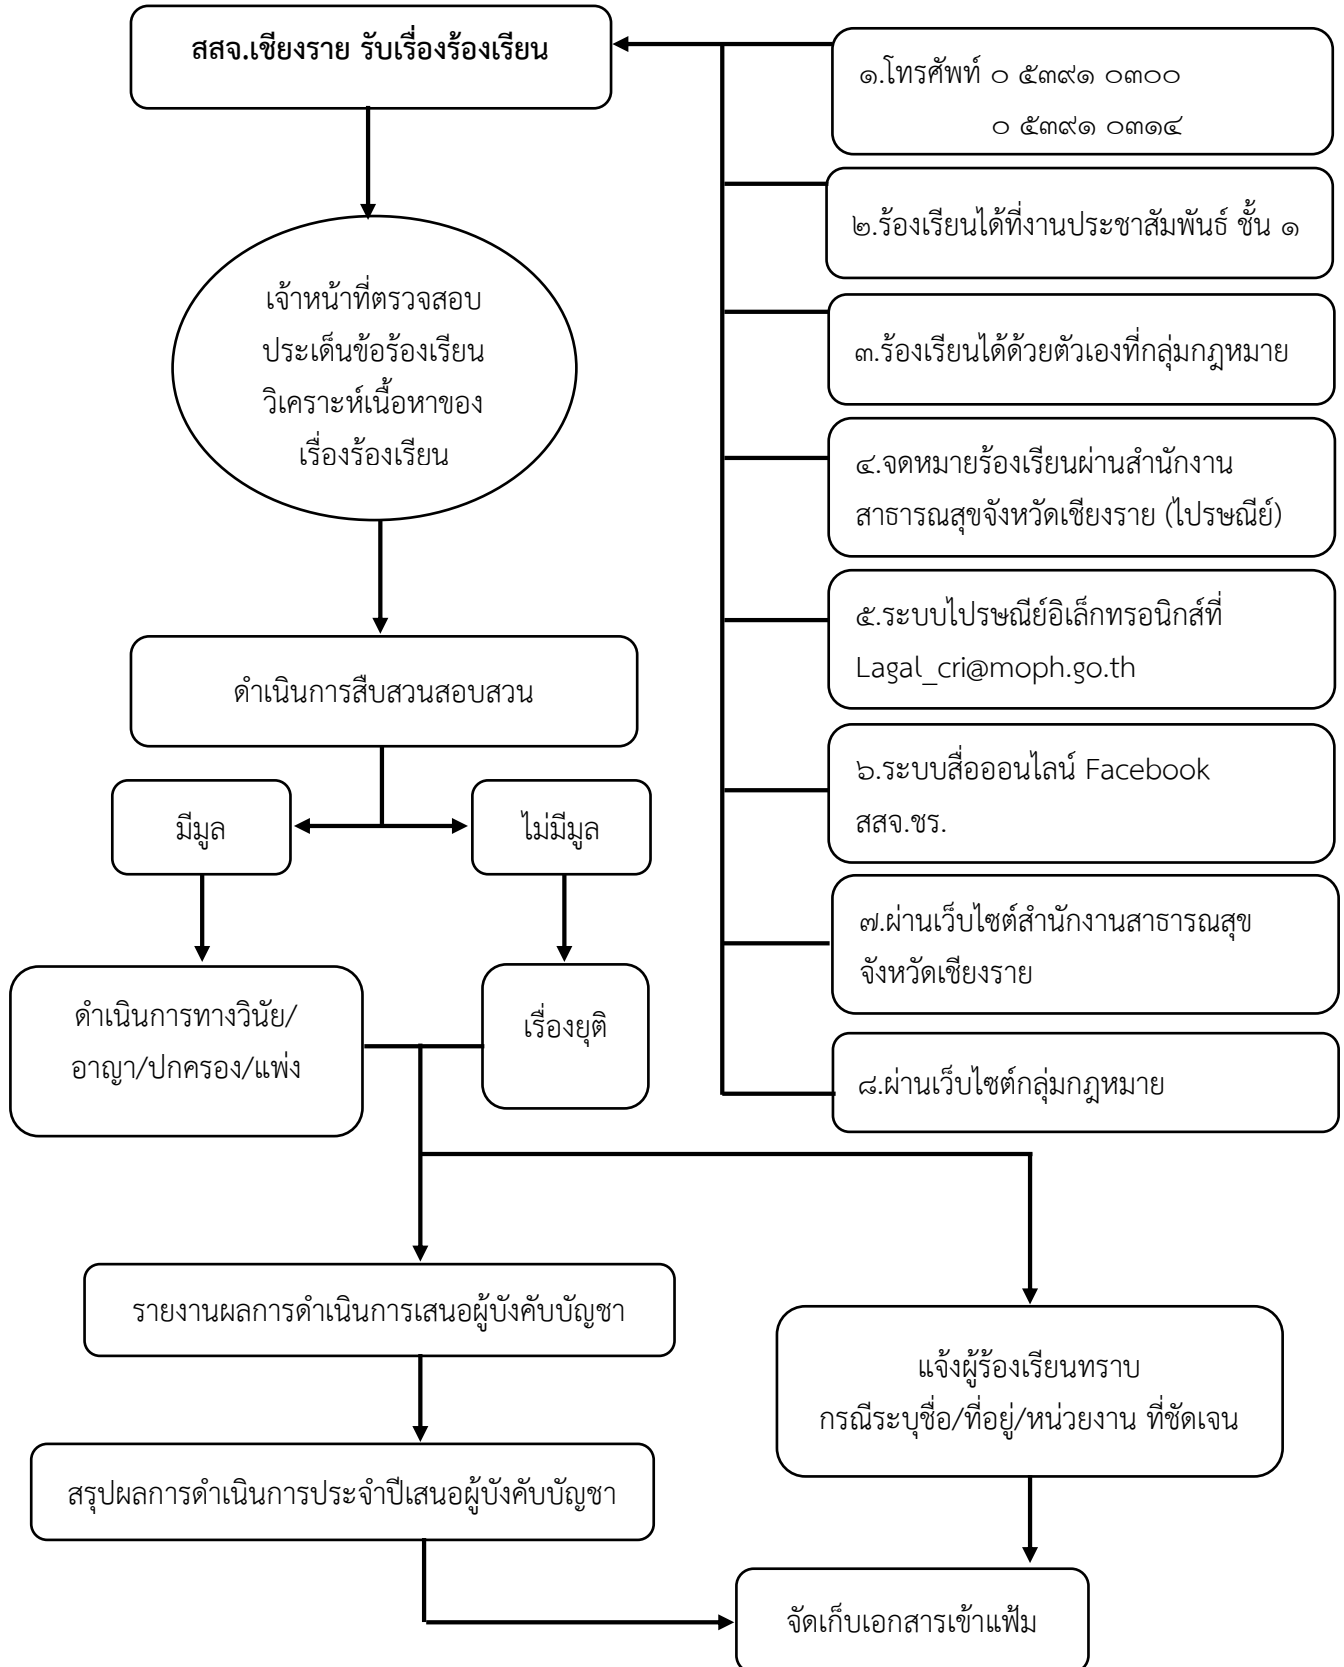 สสจ.เชียงราย รับเรื่องร้องเรียน
๑.โทรศัพท์ ๐ ๕๓๙๑ ๐๓๐๐
๐ ๕๓๙๑ ๐๓๑๔
๒.ร้องเรียนได้ที่งานประชาสัมพันธ์ ชั้น ๑
๓.ร้องเรียนได้ด้วยตัวเองที่กลุ่มกฎหมาย
๔.จดหมายร้องเรียนผ่านสำนักงาน
สาธารณสุขจังหวัดเชียงราย (ไปรษณีย์)
๕.ระบบไปรษณีย์อิเล็กทรอนิกส์ที่
Lagal_cri@moph.go.th
๖.ระบบสื่อออนไลน์ Facebook
สสจ.ชร.
๗.ผ่านเว็บไซต์สำนักงานสาธารณสุข
จังหวัดเชียงราย
๘.ผ่านเว็บไซต์กลุ่มกฎหมาย
เจ้าหน้าที่ตรวจสอบ
ประเด็นข้อร้องเรียน
วิเคราะห์เนื้อหาของ
เรื่องร้องเรียน
ดำเนินการสืบสวนสอบสวน
มีมูล
ไม่มีมูล
ดำเนินการทางวินัย/
อาญา/ปกครอง/แพ่ง
เรื่องยุติ
รายงานผลการดำเนินการเสนอผู้บังคับบัญชา
แจ้งผู้ร้องเรียนทราบ
กรณีระบุชื่อ/ที่อยู่/หน่วยงาน ที่ชัดเจน
สรุปผลการดำเนินการประจำปีเสนอผู้บังคับบัญชา
จัดเก็บเอกสารเข้าแฟ้ม